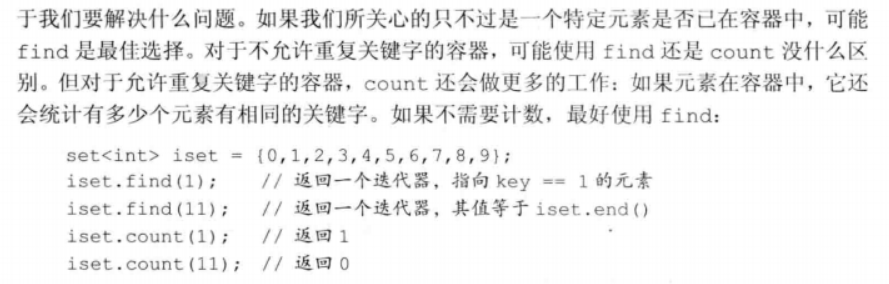 于我们要解决什么问题。如果我们所关心的只不过是一个特定元素是否已在容器中，可能
find 是最佳选择。对于不允许重复关键字的容器，可能使用 find 还是 count 没什么区
别。但对于允许重复关键字的容器，count 还会做更多的工作：如果元素在容器中，它还
会统计有多少个元素有相同的关键字。如果不需要计数，最好使用 find：
set<int> iset = {0,1,2,3,4,5,6,7,8,9};
iset.find(1);   // 返回一个迭代器，指向 key == 1 的元素
iset.find(11);  // 返回一个迭代器，其值等于 iset.end()
iset.count(1);  // 返回 1
iset.count(11); // 返回 0